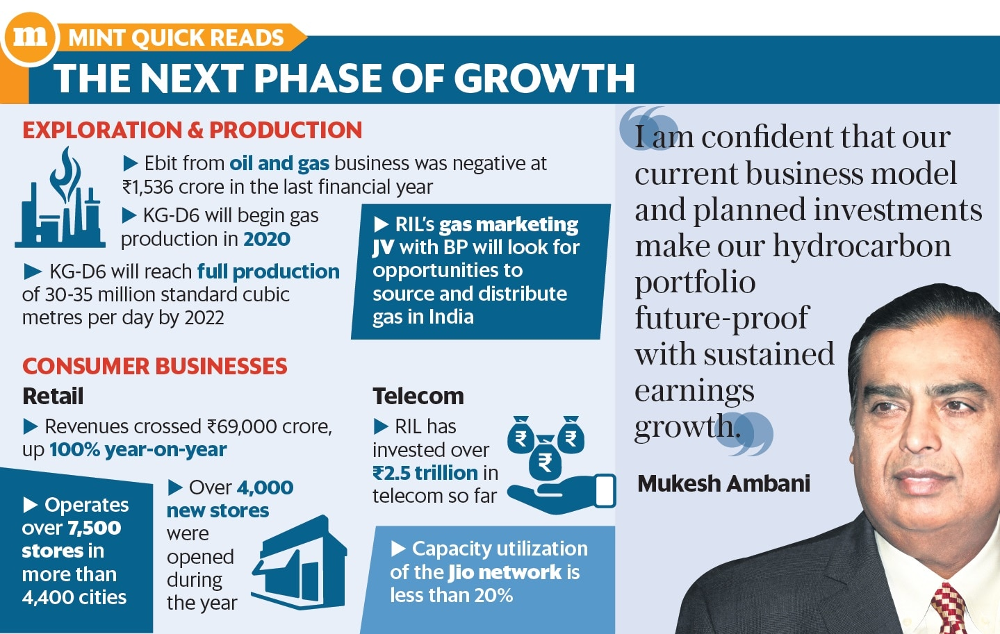 m
MINT QUICK READS
THE NEXT PHASE OF GROWTH
EXPLORATION & PRODUCTION
▶ Ebit from oil and gas business was negative at
₹1,536 crore in the last financial year
▶ KG-D6 will begin gas
production in 2020
▶ KG-D6 will reach full production
of 30-35 million standard cubic
metres per day by 2022
▶ RIL's gas marketing
JV with BP will look for
opportunities to
source and distribute
gas in India
CONSUMER BUSINESSES
Retail
▶ Revenues crossed ₹69,000 crore,
up 100% year-on-year
▶ Operates
over 7,500
stores in
more than
4,400 cities
▶ Over 4,000
new stores
were
opened
during
the year
Telecom
▶ RIL has
invested over
₹2.5 trillion in
telecom so far
₹ ₹
₹
▶ Capacity utilization
of the Jio network is
less than 20%
“I am confident that our
current business model
and planned investments
make our hydrocarbon
portfolio
future-proof
with sustained
earnings
growth.”
Mukesh Ambani